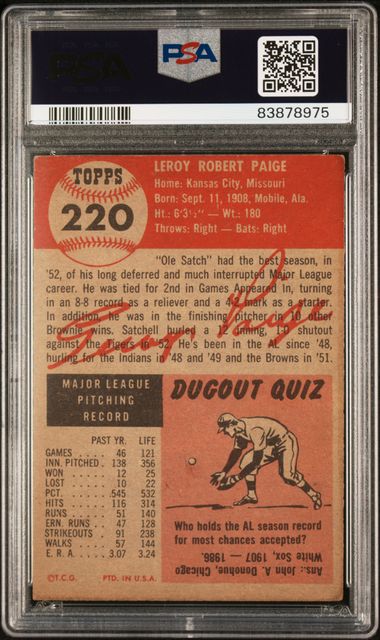 PSA
PSA
83878975
TOPPS
220
LEROY ROBERT PAIGE
Home: Kansas City, Missouri
Born: Sept. 11, 1908, Mobile, Ala.
Ht.: 6'3½" — Wt.: 180
Throws: Right — Bats: Right
"Ole Satch" had the best season, in
'52, of his long deferred and much interrupted Major League
career. He was tied for 2nd in Games Appeared In, turning
in an 8-8 record as a reliever and a 4-2 mark as a starter.
In addition, he was the finishing pitcher in 10 other
Brownie wins. Satchell hurled a 12 inning, 1-0 shutout
against the Tigers in '52. He's been in the AL since '48,
hurling for the Indians in '48 and '49 and the Browns in '51.
MAJOR LEAGUE
PITCHING
RECORD
PAST YR. LIFE
GAMES 46 121
INN. PITCHED 138 356
WON 12 25
LOST 10 22
PCT. .545 .532
HITS 116 314
RUNS 51 140
ERN. RUNS 47 128
STRIKEOUTS 91 238
WALKS 57 144
E. R. A. 3.07 3.24
©T.C.G. PTD. IN U.S.A.
DUGOUT QUIZ
Who holds the AL season record
for most chances accepted?
Ans.: John A. Donohue, Chicago
White Sox, 1907 — 1986.